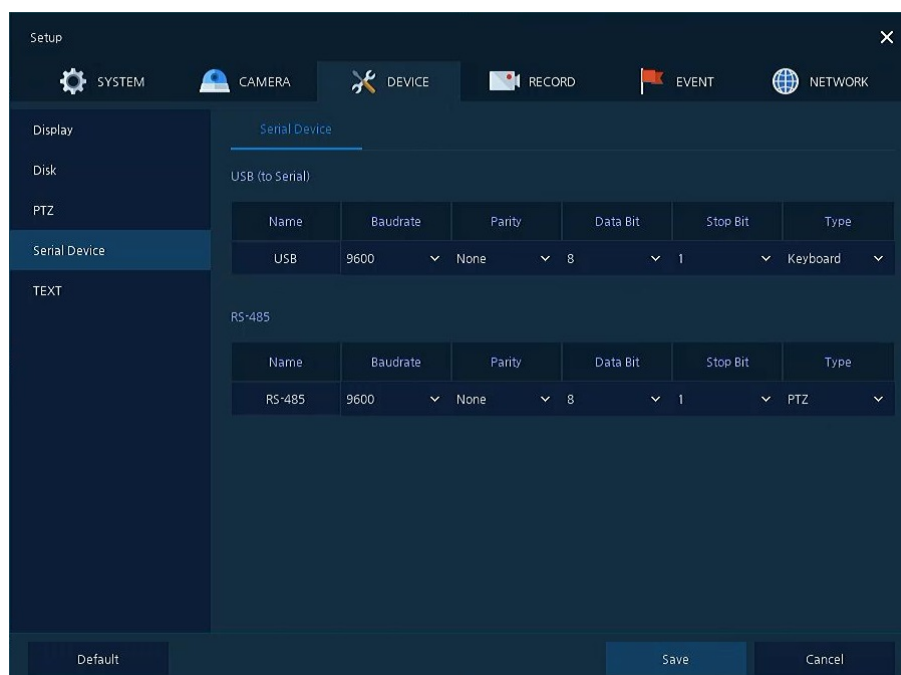 Setup
SYSTEM CAMERA DEVICE RECORD EVENT NETWORK
Display
Disk
PTZ
Serial Device
TEXT
Serial Device
USB (to Serial)
Name Baudrate Parity Data Bit Stop Bit Type
USB 9600 None 8 1 Keyboard
RS-485
Name Baudrate Parity Data Bit Stop Bit Type
RS-485 9600 None 8 1 PTZ
Default Save Cancel